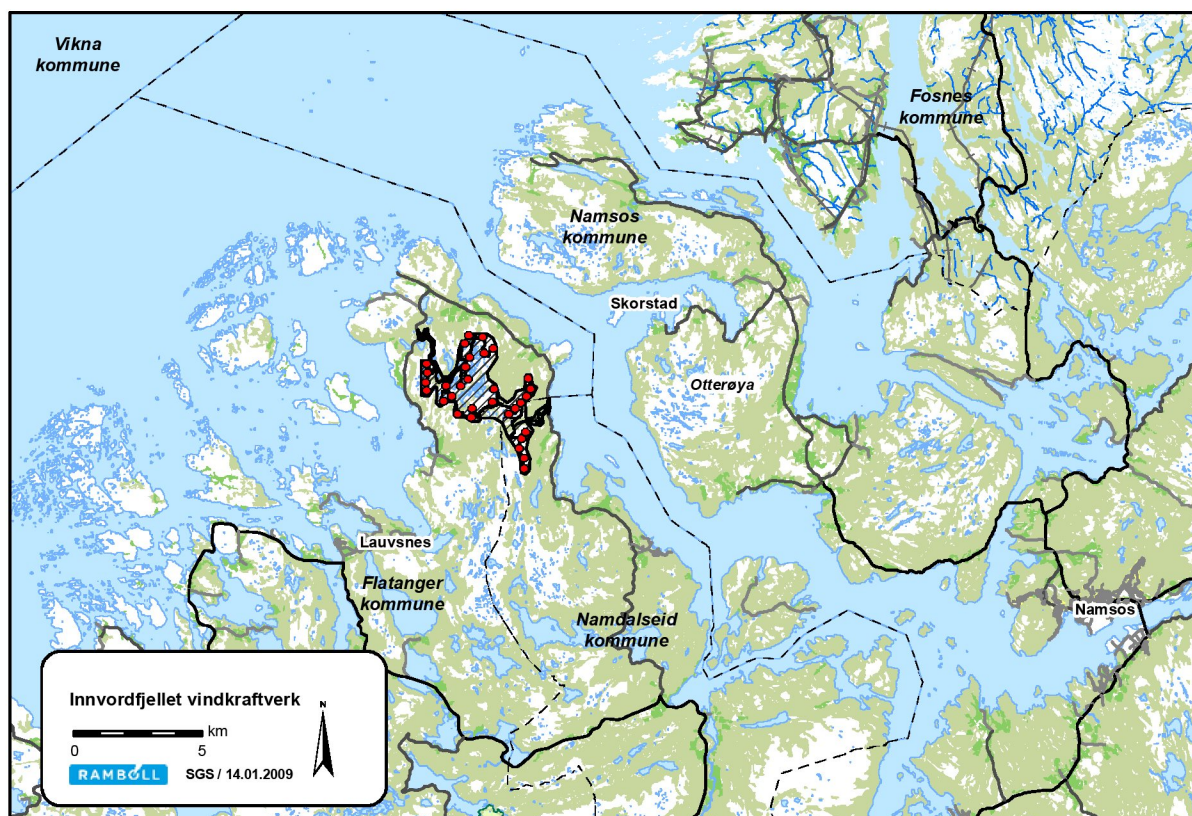 Vikna
kommune
Fosnes
kommune
Namsos
kommune
Skorstad
Otterøya
Lauvsnes
Flatanger
kommune
Namdalseid
kommune
Namsos
Innvordfjellet vindkraftverk
km
0 5
N
RAMBOLL SGS / 14.01.2009